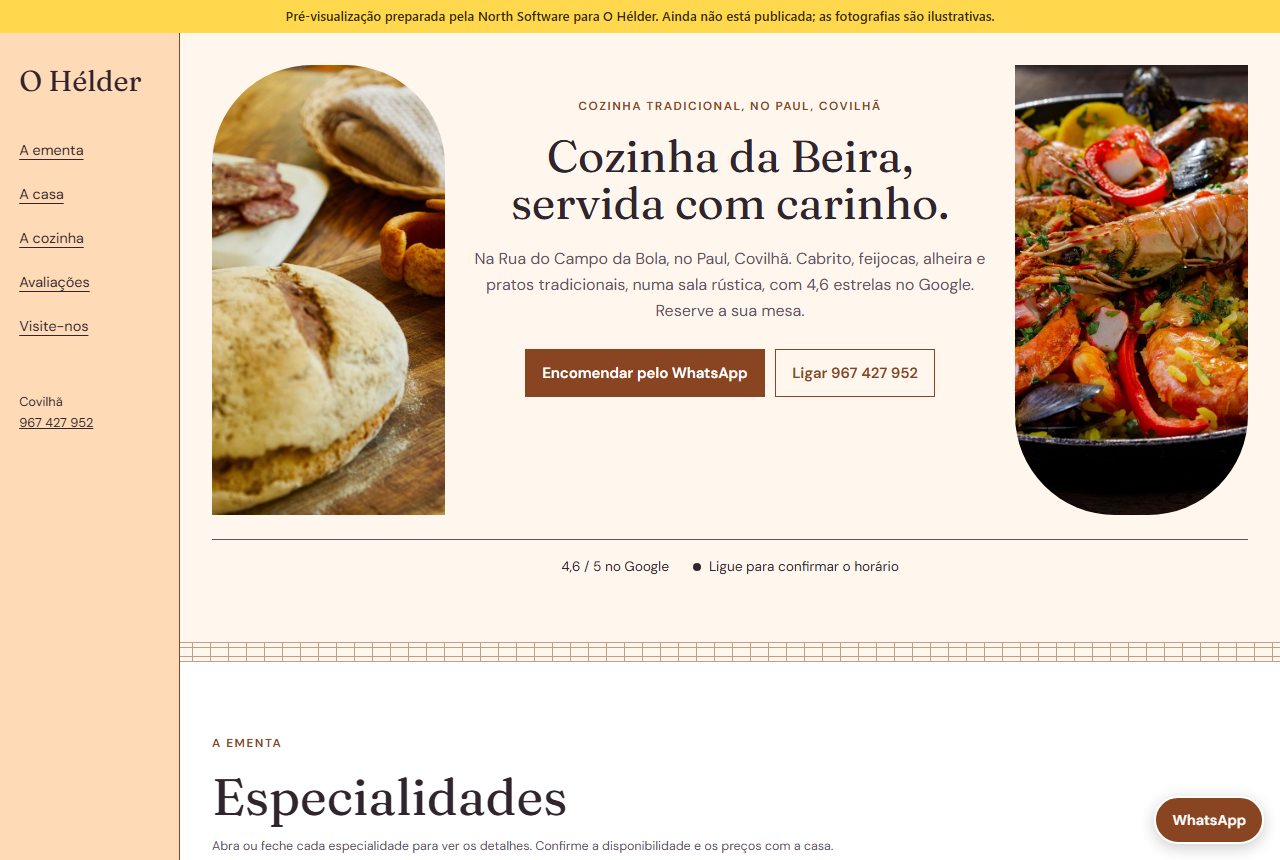 Pré-visualização preparada pela North Software para O Hélder. Ainda não está publicada; as fotografias são ilustrativas.
O Hélder
A ementa
A casa
A cozinha
Avaliações
Visite-nos
Covilhã
967 427 952
COZINHA TRADICIONAL, NO PAUL, COVILHÃ
Cozinha da Beira,
servida com carinho.
Na Rua do Campo da Bola, no Paul, Covilhã. Cabrito, feijocas, alheira e
pratos tradicionais, numa sala rústica, com 4,6 estrelas no Google.
Reserve a sua mesa.
Encomendar pelo WhatsApp
Ligar 967 427 952
4,6 / 5 no Google
Ligue para confirmar o horário
A EMENTA
Especialidades
Abra ou feche cada especialidade para ver os detalhes. Confirme a disponibilidade e os preços com a casa.
WhatsApp